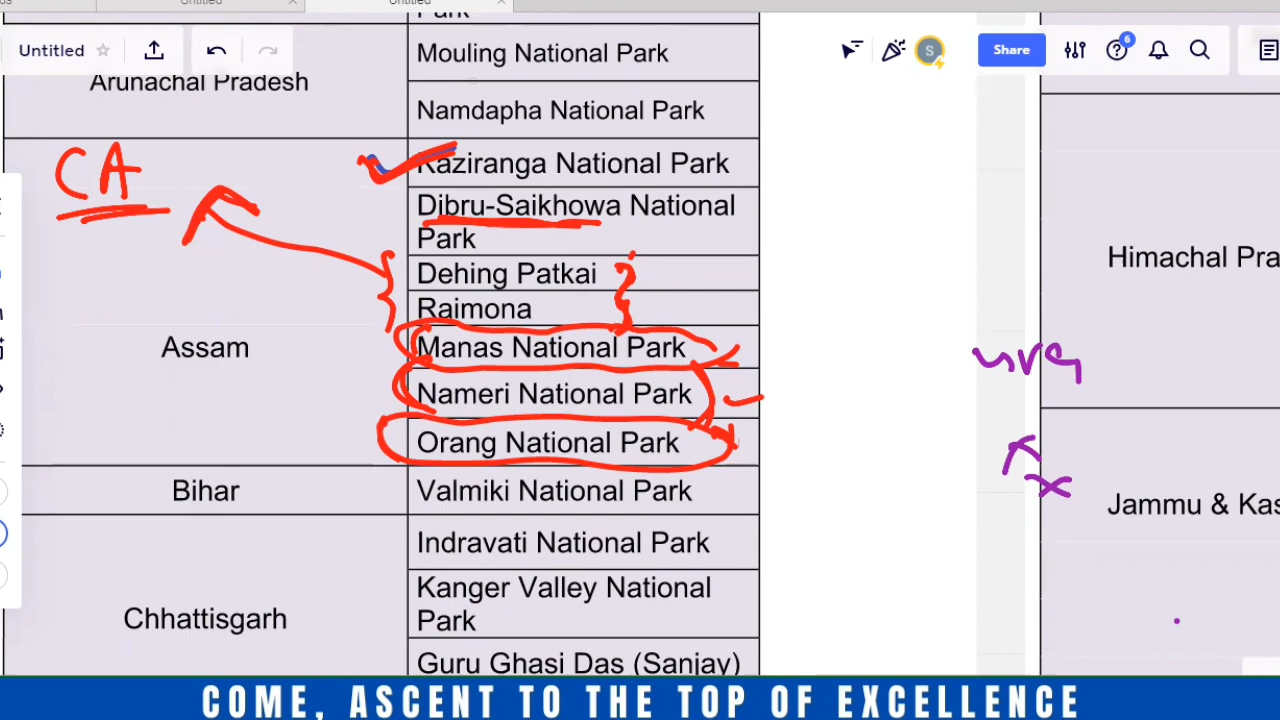 Untitled
Untitled
Untitled
Share
6
S
Park
Arunachal Pradesh
Mouling National Park
Namdapha National Park
CA
Assam
Kaziranga National Park
Dibru-Saikhowa National
Park
Dehing Patkai
Raimona
Manas National Park
Nameri National Park
Orang National Park
Bihar
Valmiki National Park
Chhattisgarh
Indravati National Park
Kanger Valley National
Park
Guru Ghasi Das (Sanjay)
Himachal Pra
Jammu & Kas
COME, ASCENT TO THE TOP OF EXCELLENCE